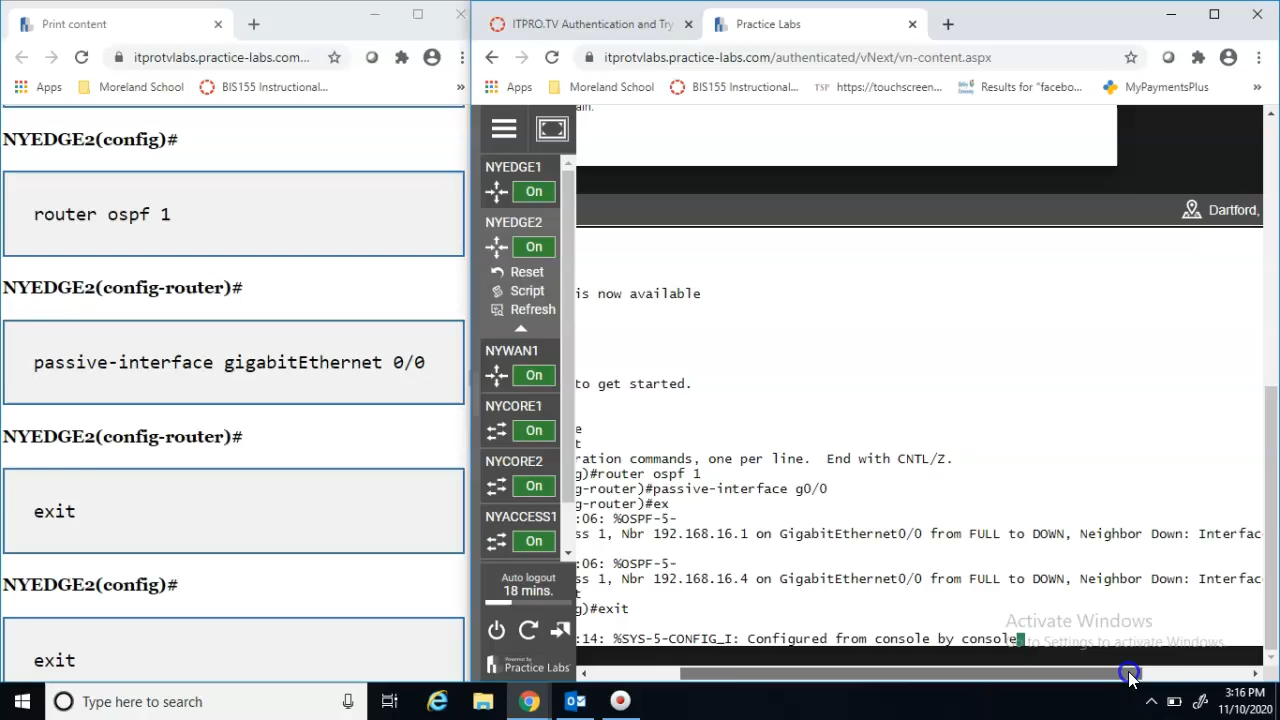 Print content
itprotvlabs.practice-labs.com...
Apps
Moreland School
BIS155 Instructional...
»
NYEDGE2(config)#
router ospf 1
NYEDGE2(config-router)#
passive-interface gigabitEthernet 0/0
NYEDGE2(config-router)#
exit
NYEDGE2(config)#
exit
ITPRO.TV Authentication and Try
Practice Labs
itprotvlabs.practice-labs.com/authenticated/vNext/vn-content.aspx
Apps
Moreland School
BIS155 Instructional...
TSP
https://touchscreen...
Results for "facebo...
MyPaymentsPlus
»
NYEDGE1
On
NYEDGE2
On
Reset
Script
Refresh
NYWAN1
On
NYCORE1
On
NYCORE2
On
NYACCESS1
On
Auto logout
18 mins.
Powered by
Practice Labs
Dartford,
is now available
to get started.
e
t
ration commands, one per line.  End with CNTL/Z.
g)#router ospf 1
g-router)#passive-interface g0/0
g-router)#ex
:06: %OSPF-5-
ss 1, Nbr 192.168.16.1 on GigabitEthernet0/0 from FULL to DOWN, Neighbor Down: Interfac
:06: %OSPF-5-
ss 1, Nbr 192.168.16.4 on GigabitEthernet0/0 from FULL to DOWN, Neighbor Down: Interfac
t
g)#exit
:14: %SYS-5-CONFIG_I: Configured from console by console
Activate Windows
to Settings to activate Windows.
Type here to search
3:16 PM
11/10/2020